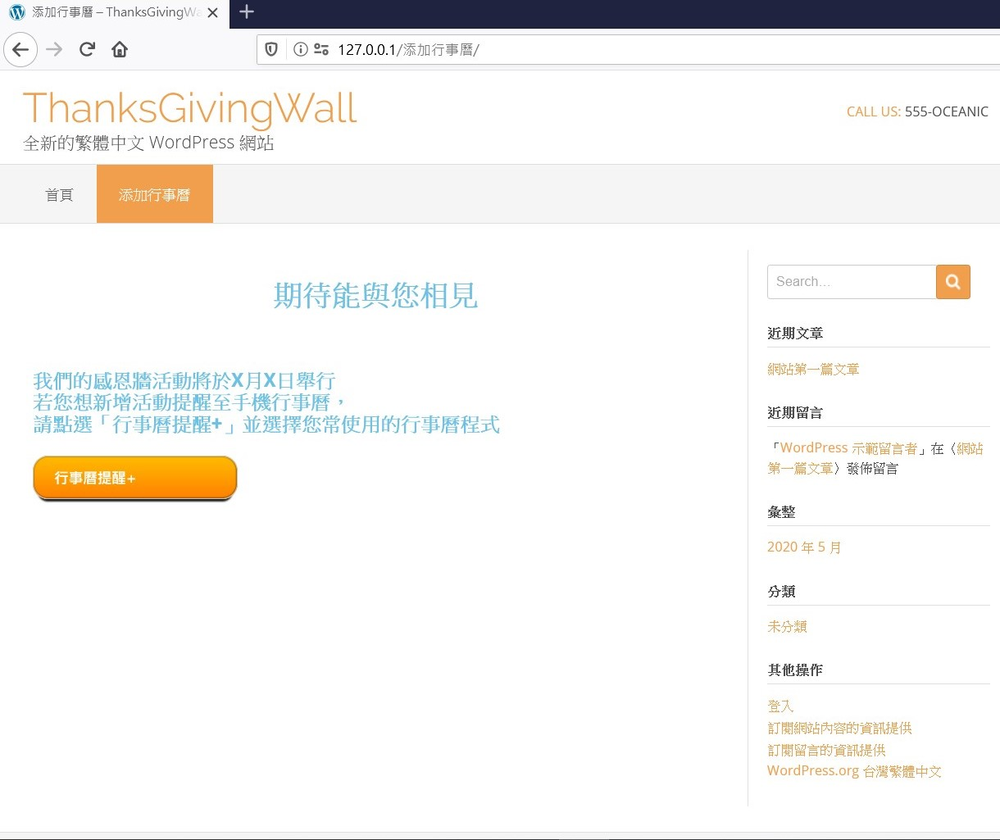 添加行事曆 – ThanksGivingWa
127.0.0.1/添加行事曆/
ThanksGivingWall
CALL US: 555-OCEANIC
全新的繁體中文 WordPress 網站
首頁
添加行事曆
期待能與您相見
我們的感恩牆活動將於X月X日舉行
若您想新增活動提醒至手機行事曆，
請點選「行事曆提醒+」並選擇您常使用的行事曆程式
行事曆提醒+
Search...
近期文章
網站第一篇文章
近期留言
「WordPress 示範留言者」在〈網站
第一篇文章〉發佈留言
彙整
2020 年 5 月
分類
未分類
其他操作
登入
訂閱網站內容的資訊提供
訂閱留言的資訊提供
WordPress.org 台灣繁體中文